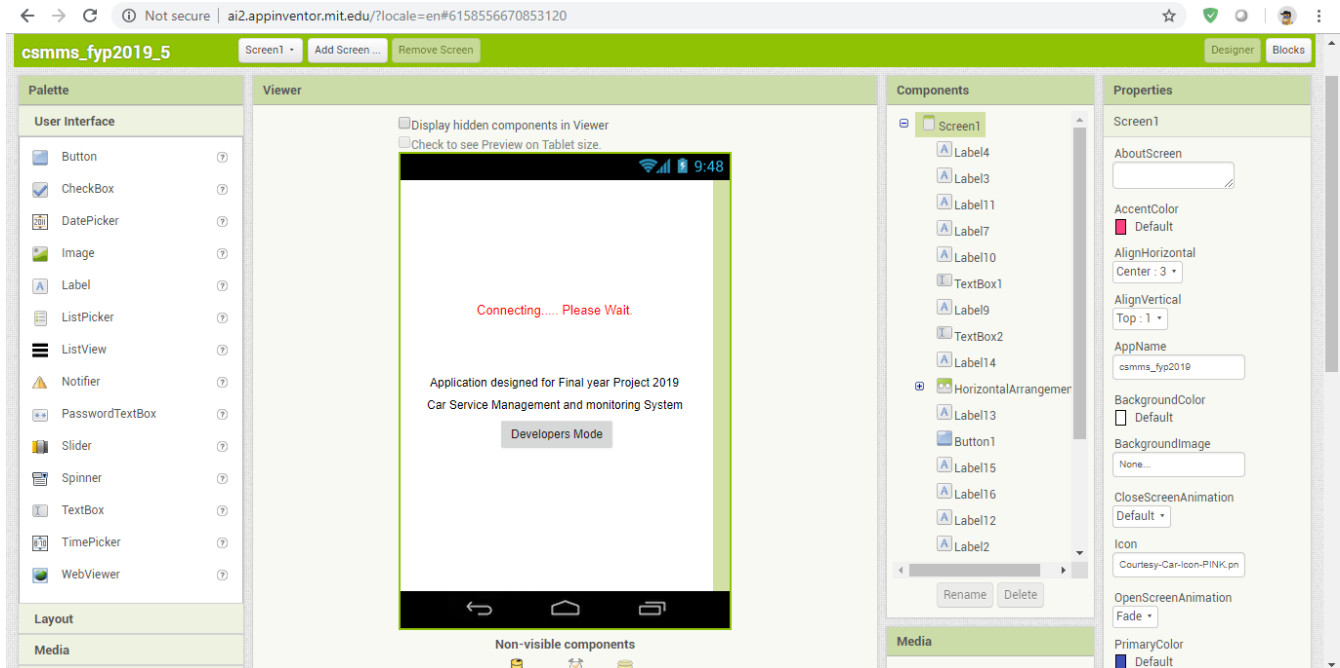 Not secure | ai2.appinventor.mit.edu/?locale=en#6158556670853120
csmms_fyp2019_5
Screen1
Add Screen ...
Remove Screen
Designer
Blocks
Palette
User Interface
Button
CheckBox
DatePicker
Image
Label
ListPicker
ListView
Notifier
PasswordTextBox
Slider
Spinner
TextBox
TimePicker
WebViewer
Layout
Media
Viewer
Display hidden components in Viewer
Check to see Preview on Tablet size.
9:48
Connecting..... Please Wait.
Application designed for Final year Project 2019
Car Service Management and monitoring System
Developers Mode
Non-visible components
Components
Screen1
Label4
Label3
Label11
Label7
Label10
TextBox1
Label9
TextBox2
Label14
HorizontalArrangemer
Label13
Button1
Label15
Label16
Label12
Label2
Rename
Delete
Media
Properties
Screen1
AboutScreen
AccentColor
Default
AlignHorizontal
Center : 3
AlignVertical
Top : 1
AppName
csmms_fyp2019
BackgroundColor
Default
BackgroundImage
None...
CloseScreenAnimation
Default
Icon
Courtesy-Car-Icon-PINK.pn
OpenScreenAnimation
Fade
PrimaryColor
Default